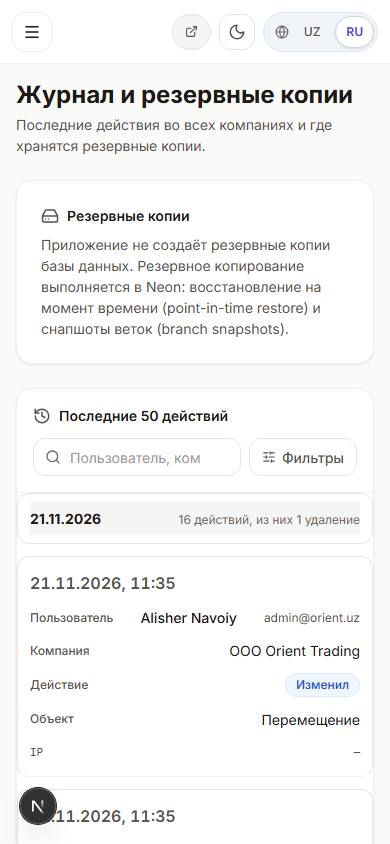 UZ RU
Журнал и резервные копии
Последние действия во всех компаниях и где
хранятся резервные копии.
Резервные копии
Приложение не создаёт резервные копии
базы данных. Резервное копирование
выполняется в Neon: восстановление на
момент времени (point-in-time restore) и
снапшоты веток (branch snapshots).
Последние 50 действий
Пользователь, ком
Фильтры
21.11.2026 16 действий, из них 1 удаление
21.11.2026, 11:35
Пользователь Alisher Navoiy admin@orient.uz
Компания ООО Orient Trading
Действие Изменил
Объект Перемещение
IP –
N
.11.2026, 11:35